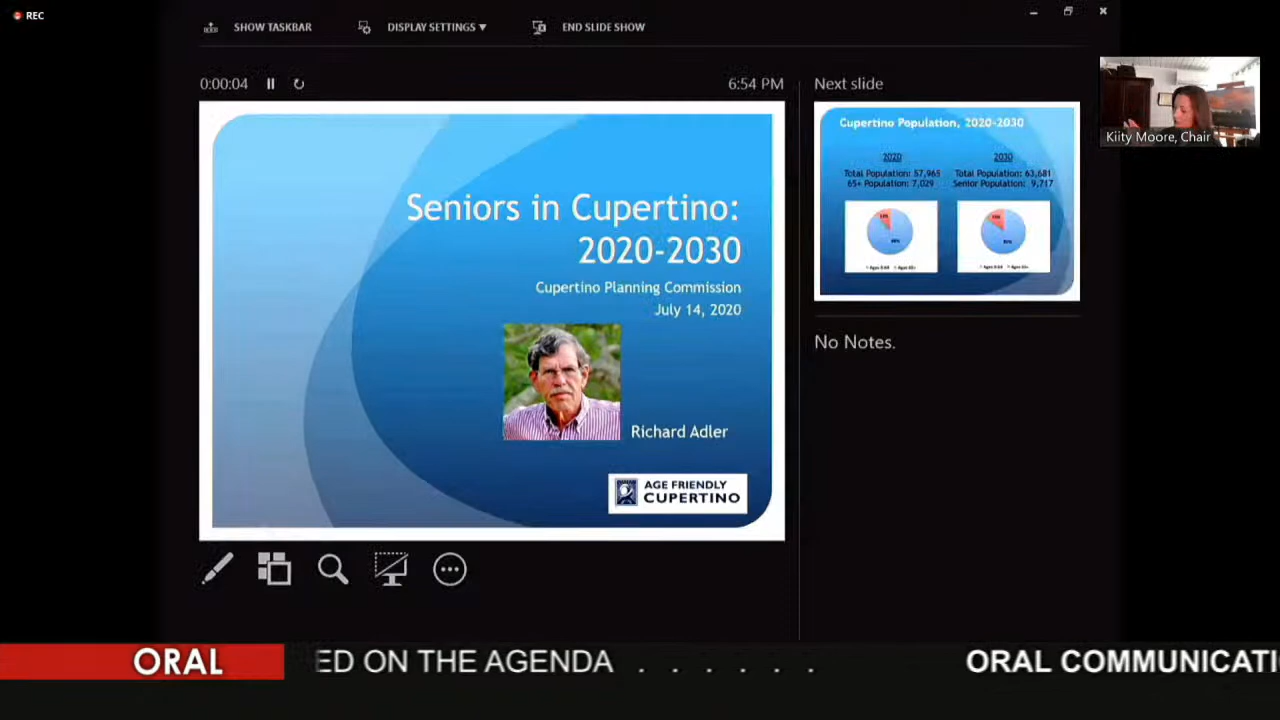 REC
SHOW TASKBAR
DISPLAY SETTINGS ▼
END SLIDE SHOW
0:00:04
6:54 PM
Next slide
Seniors in Cupertino:
2020-2030
Cupertino Planning Commission
July 14, 2020
Richard Adler
AGE FRIENDLY
CUPERTINO
Cupertino Population, 2020-2030
2020
2030
Total Population: 57,965
Total Population: 63,681
65+ Population: 7,029
Senior Population: 9,717
No Notes.
Kiity Moore, Chair
ORAL
ED ON THE AGENDA . . . . . .
ORAL COMMUNICATI